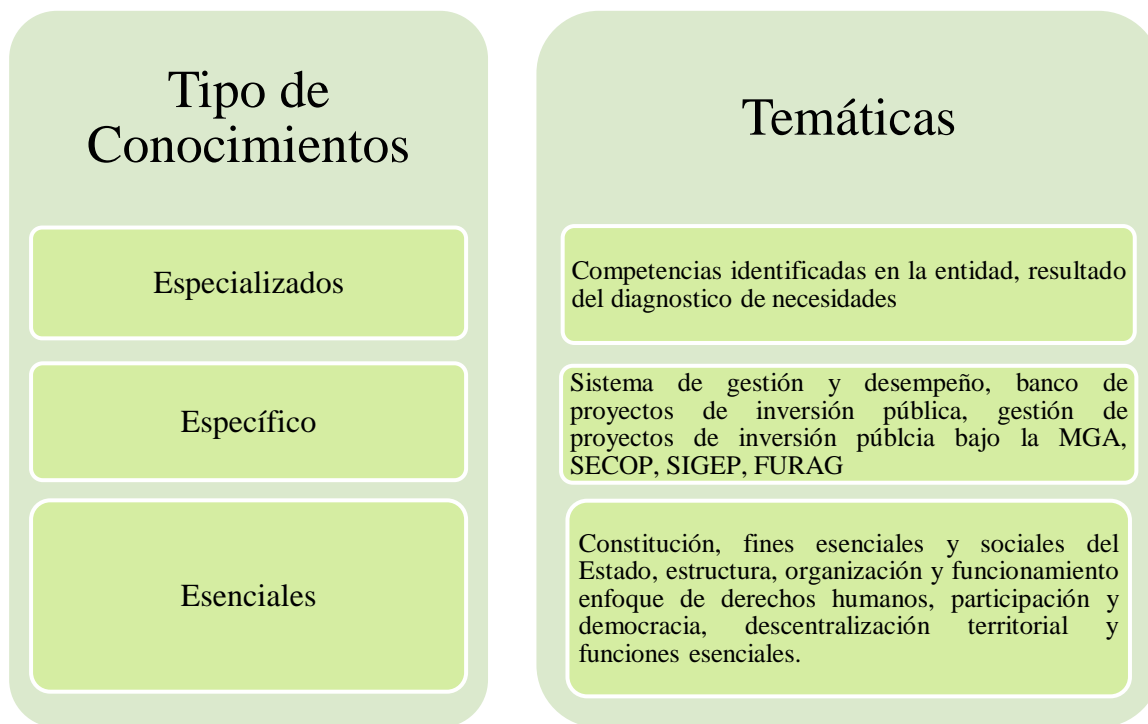 Tipo de
Conocimientos
Temáticas
Especializados
Competencias identificadas en la entidad, resultado
del diagnostico de necesidades
Específico
Sistema de gestión y desempeño, banco de
proyectos de inversión pública, gestión de
proyectos de inversión públcia bajo la MGA,
SECOP, SIGEP, FURAG
Esenciales
Constitución, fines esenciales y sociales del
Estado, estructura, organización y funcionamiento
enfoque de derechos humanos, participación y
democracia, descentralización territorial y
funciones esenciales.